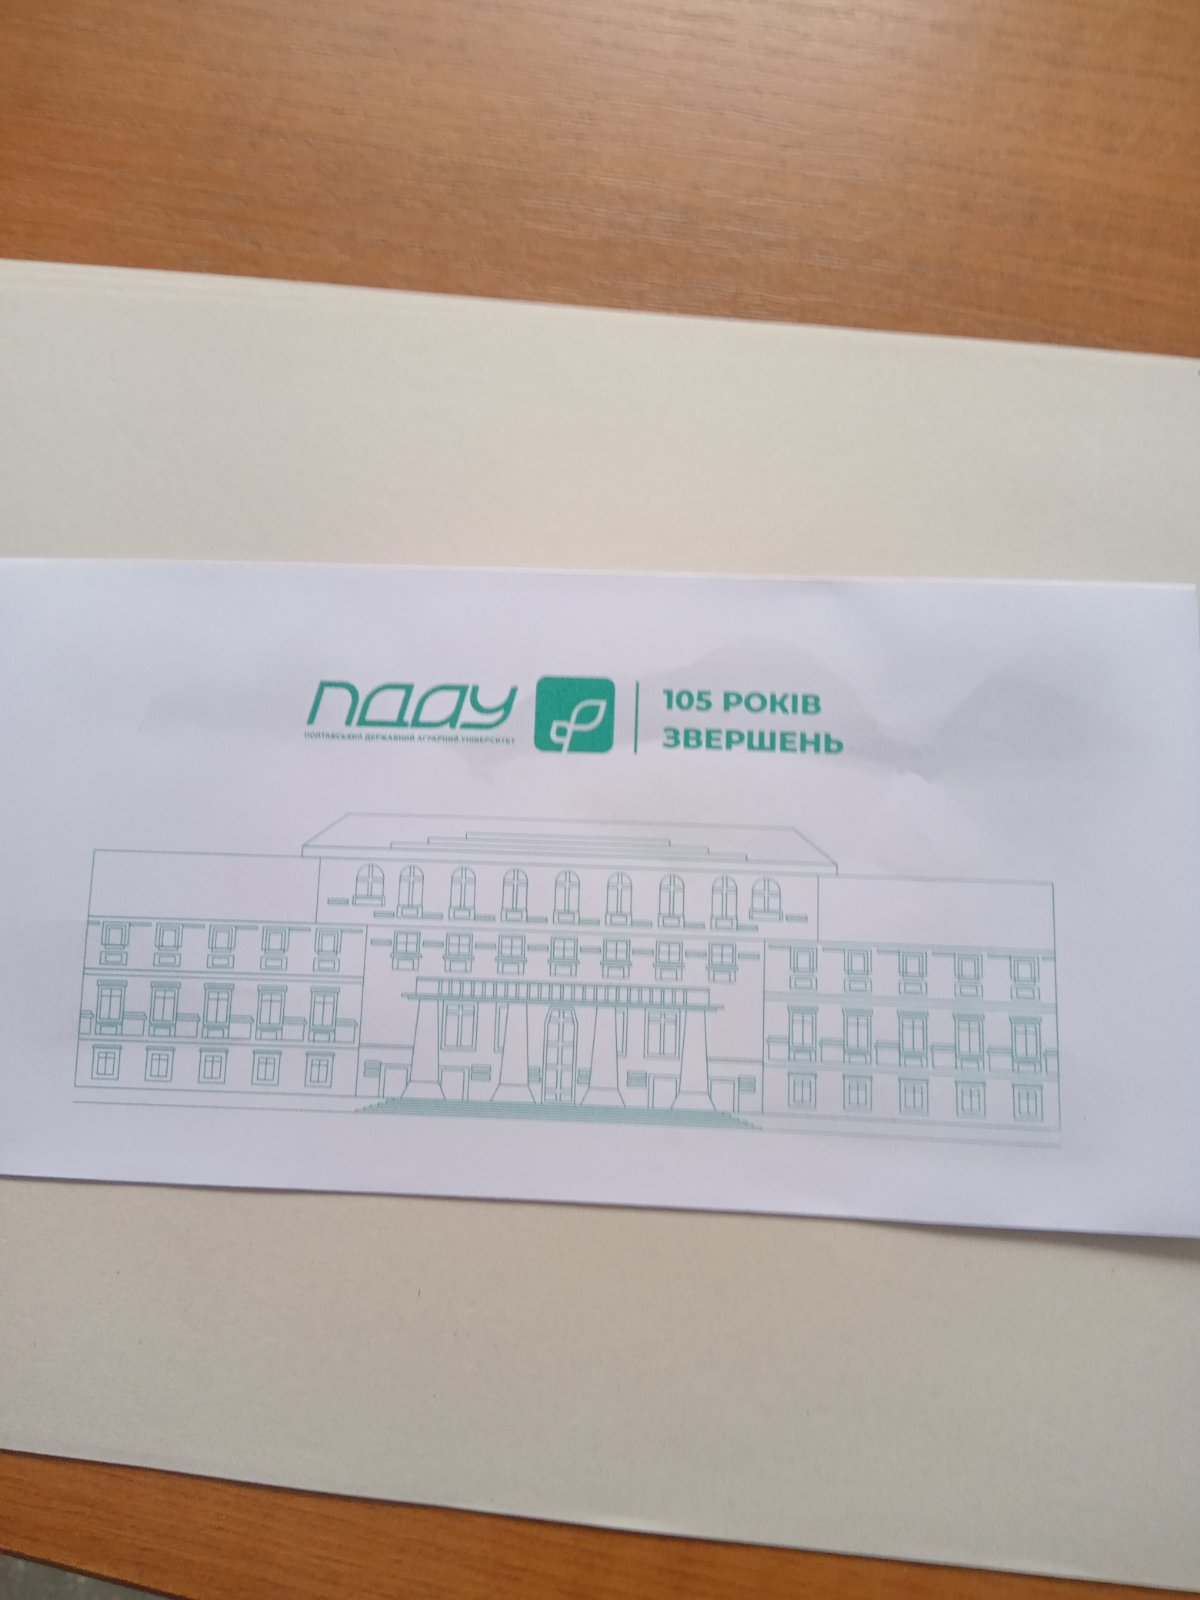 ПДАУ
ПОЛТАВСЬКИЙ ДЕРЖАВНИЙ АГРАРНИЙ УНІВЕРСИТЕТ
105 РОКІВ
ЗВЕРШЕНЬ